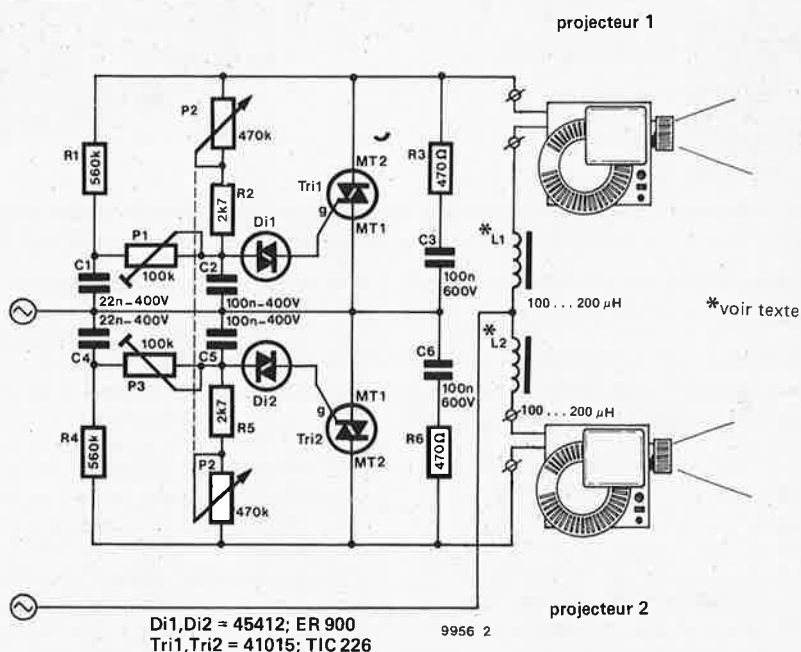 projecteur 1
P2
470k
R1
560k
R2
2k7
Di1
Tri1
MT2
g
MT1
R3
470Ω
P1
100k
C1
22n-400V
C2
100n-400V
C3
100n
600V
*L1
100 ... 200 µH
*voir texte
22n-400V
C4
100n-400V
C5
100k
P3
Di2
C6
100n
600V
*L2
100 ... 200 µH
R4
560k
2k7
R5
g
Tri2
MT1
MT2
R6
470Ω
P2
470k
projecteur 2
Di1,Di2 = 45412; ER 900
Tri1,Tri2 = 41015; TIC 226
9956 2